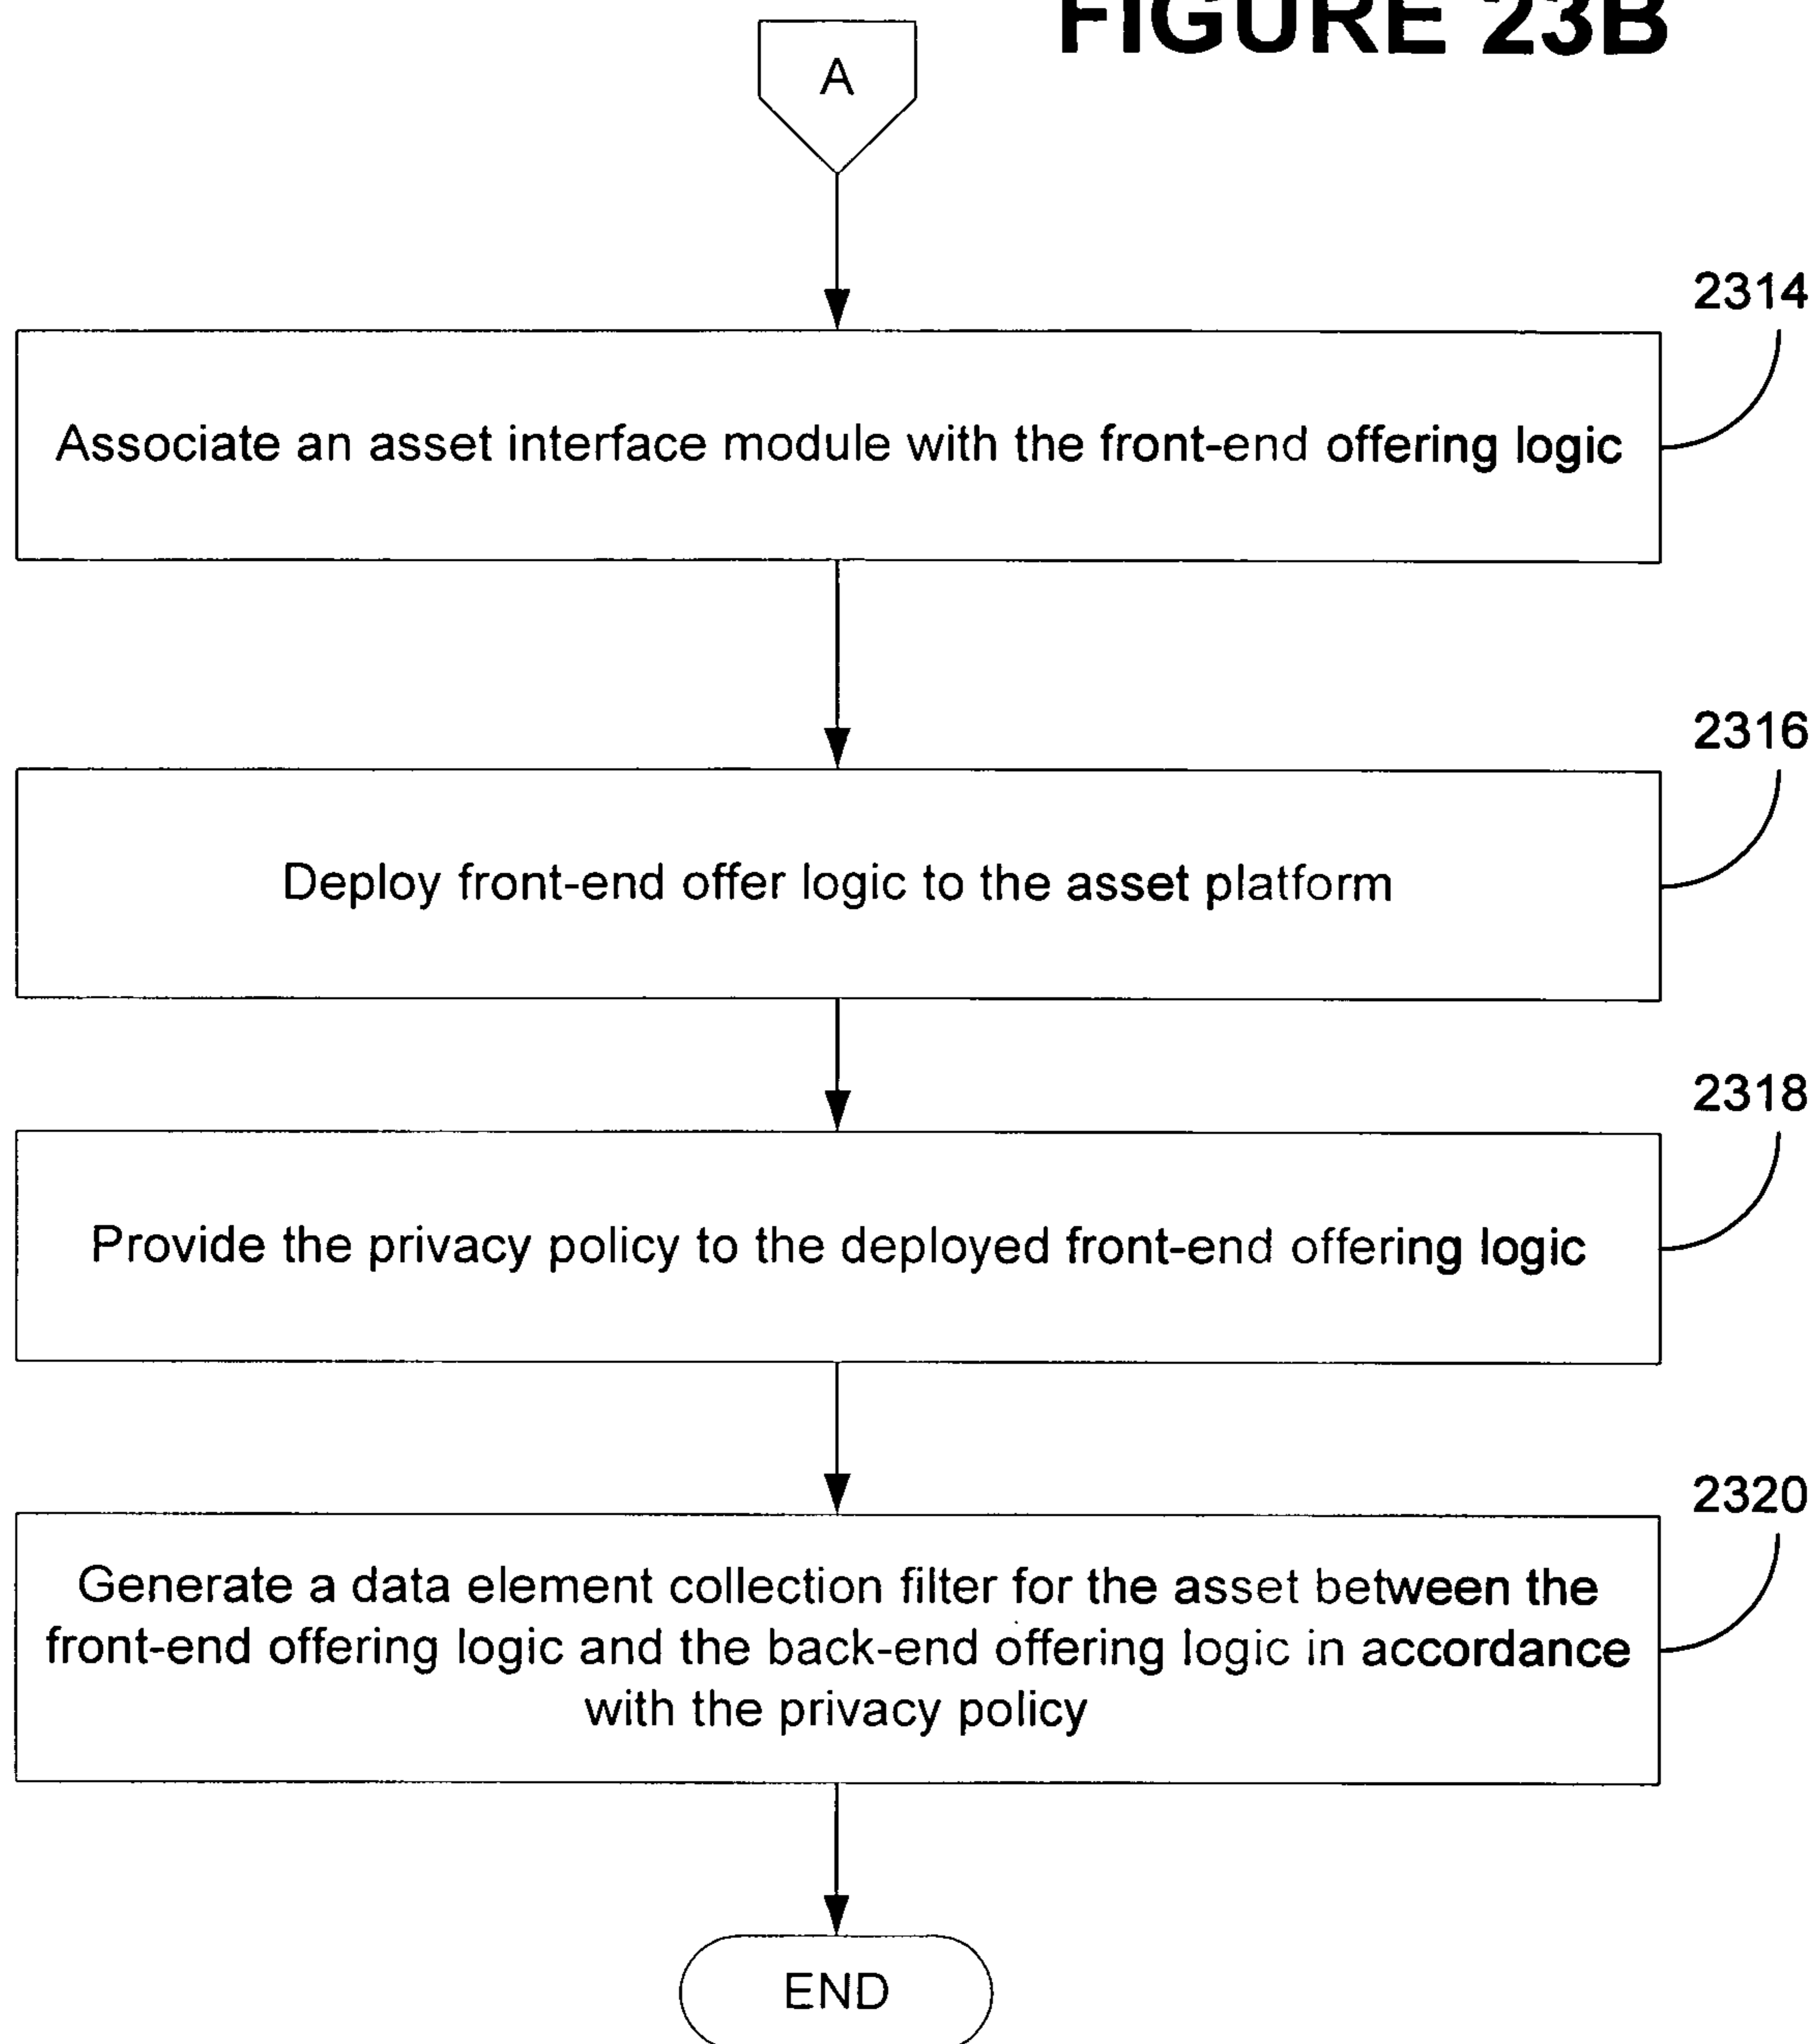 FIGURE 23B
A
2314
Associate an asset interface module with the front-end offering logic
2316
Deploy front-end offer logic to the asset platform
2318
Provide the privacy policy to the deployed front-end offering logic
2320
Generate a data element collection filter for the asset between the
front-end offering logic and the back-end offering logic in accordance
with the privacy policy
END